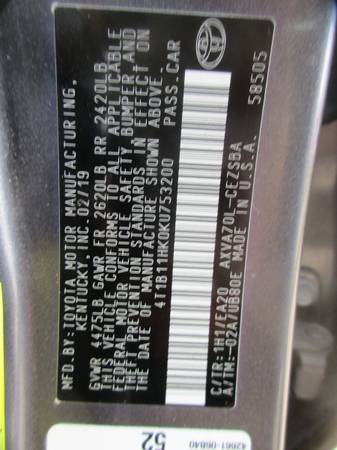 MFD. BY: TOYOTA MOTOR MANUFACTURING,
KENTUCKY, INC. 02/19
GVWR 4475LB GAWR FR 2620LB RR 2420LB
THIS VEHICLE CONFORMS TO ALL APPLICABLE
FEDERAL MOTOR VEHICLE SAFETY BUMPER AND
THEFT PREVENTION STANDARDS IN EFFECT ON
THE DATE OF MANUFACTURE SHOWN ABOVE.
4T1B11HK0KU753200 PASS.CAR
C/TR:1H1/EA20 AXVA70L-CEZSBA
A/TM:-02A/UB80E MADE IN U.S.A.
58505
TOYOTA
42661-06B40
52